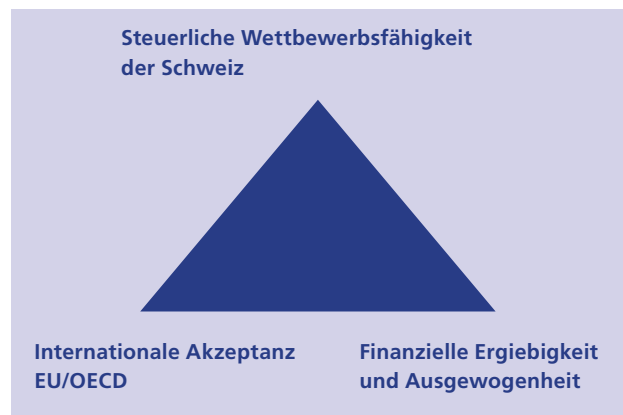 Steuerliche Wettbewerbsfähigkeit
der Schweiz
Internationale Akzeptanz
EU/OECD
Finanzielle Ergiebigkeit
und Ausgewogenheit